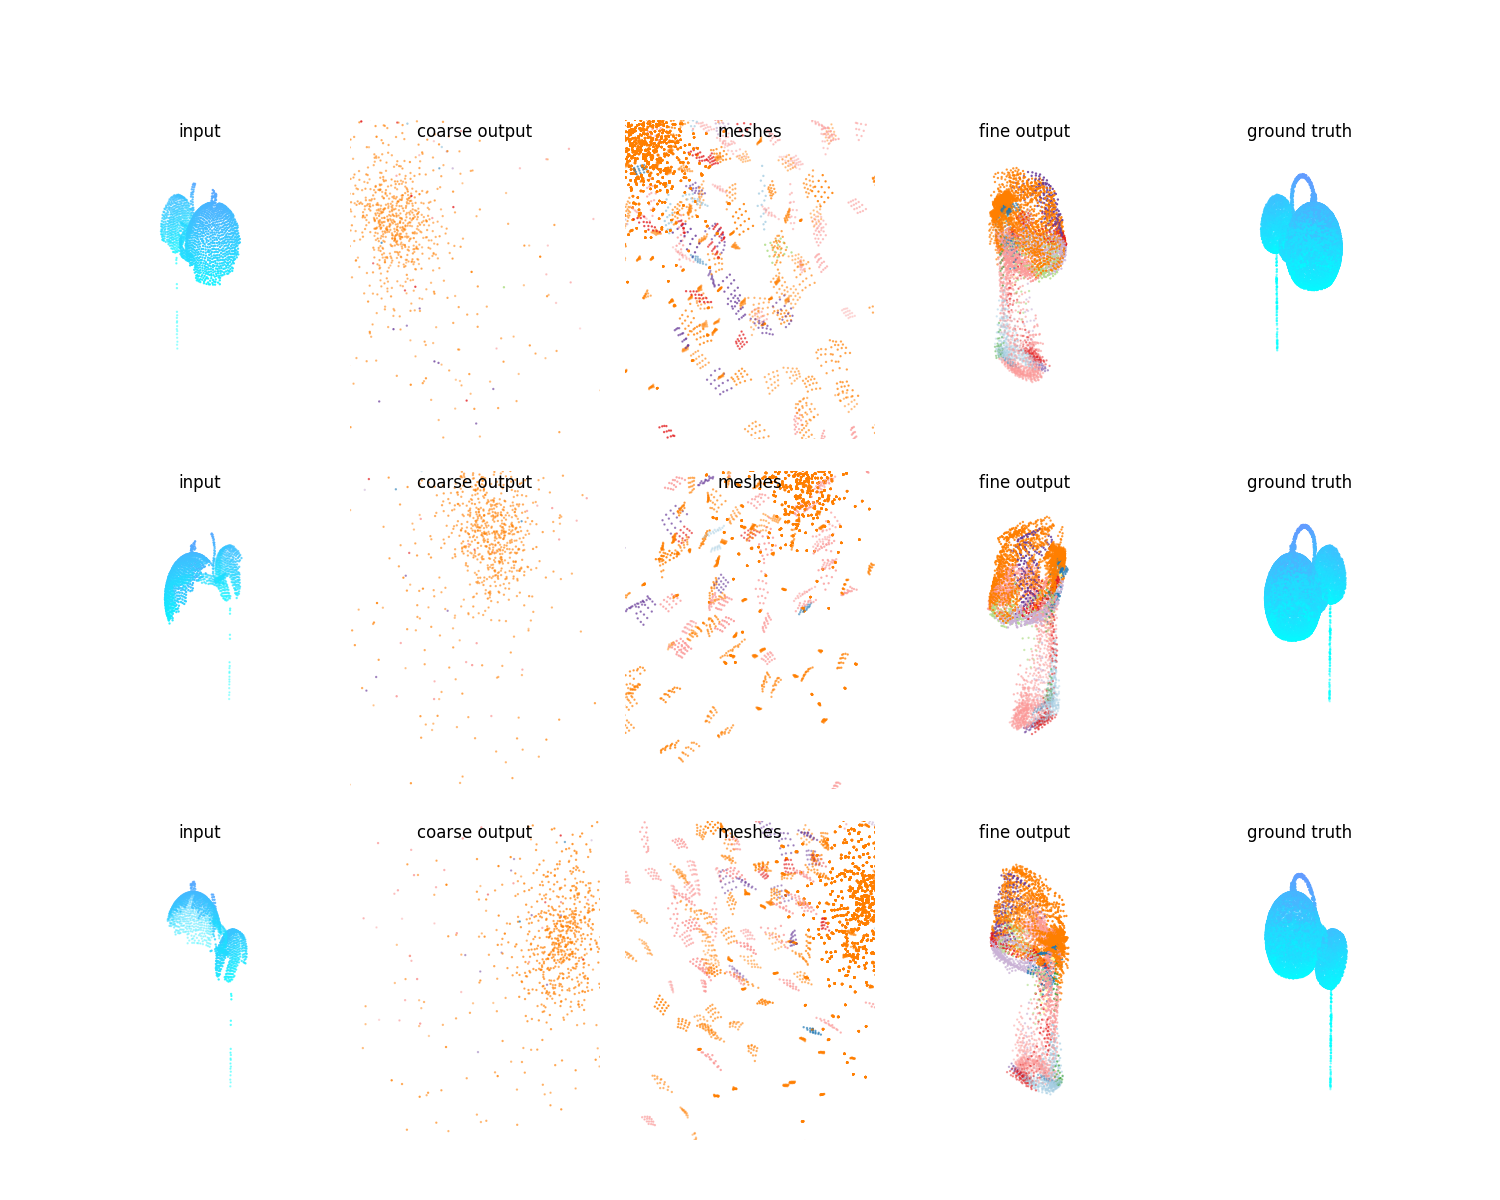 input
coarse output
meshes
fine output
ground truth
input
coarse output
meshes
fine output
ground truth
input
coarse output
meshes
fine output
ground truth